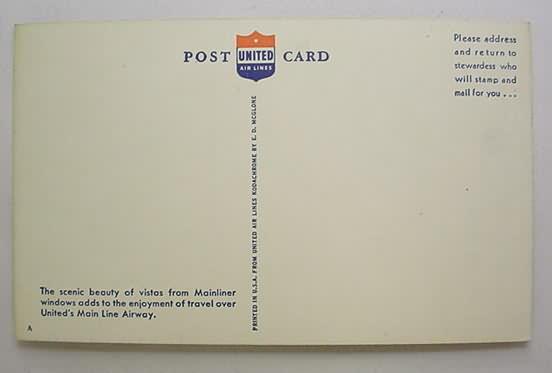 POST UNITED AIR LINES CARD
Please address
and return to
stewardess who
will stamp and
mail for you . . .
PRINTED IN U.S.A. FROM UNITED AIR LINES KODACHROME BY E. D. MCGLONE
The scenic beauty of vistas from Mainliner
windows adds to the enjoyment of travel over
United's Main Line Airway.
A